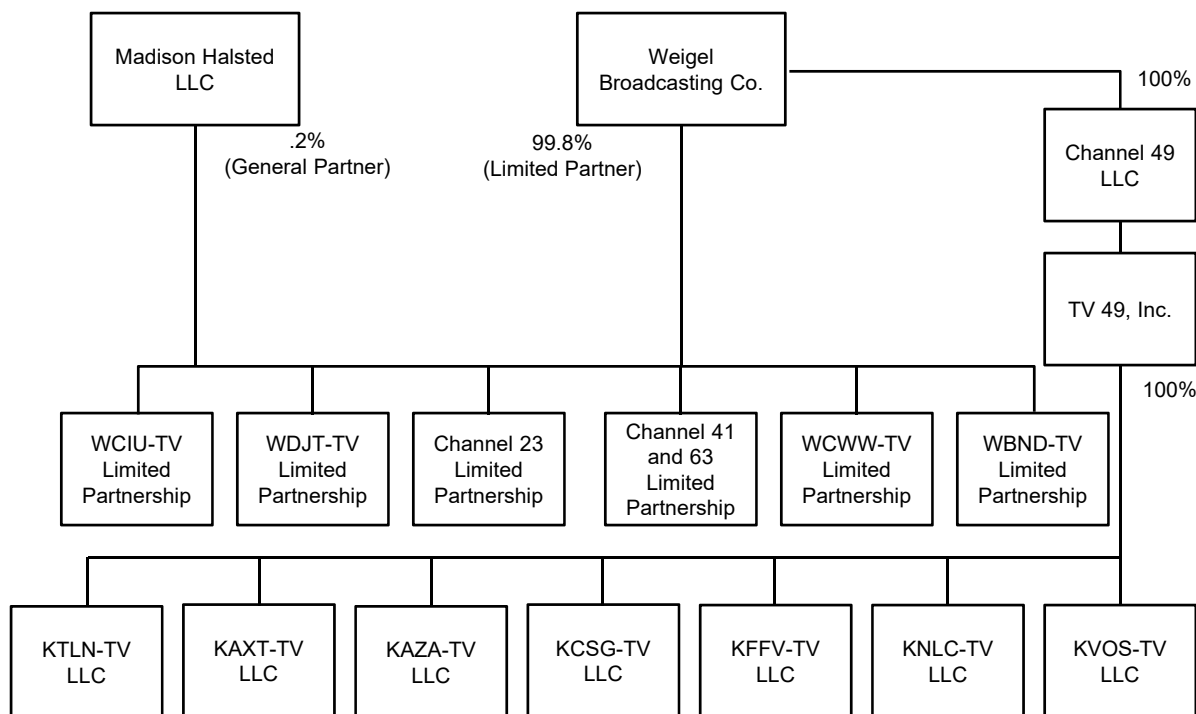 Madison Halsted
LLC
Weigel
Broadcasting Co.
100%
.2%
(General Partner)
99.8%
(Limited Partner)
Channel 49
LLC
TV 49, Inc.
100%
WCIU-TV
Limited
Partnership
WDJT-TV
Limited
Partnership
Channel 23
Limited
Partnership
Channel 41
and 63
Limited
Partnership
WCWW-TV
Limited
Partnership
WBND-TV
Limited
Partnership
KTLN-TV
LLC
KAXT-TV
LLC
KAZA-TV
LLC
KCSG-TV
LLC
KFFV-TV
LLC
KNLC-TV
LLC
KVOS-TV
LLC